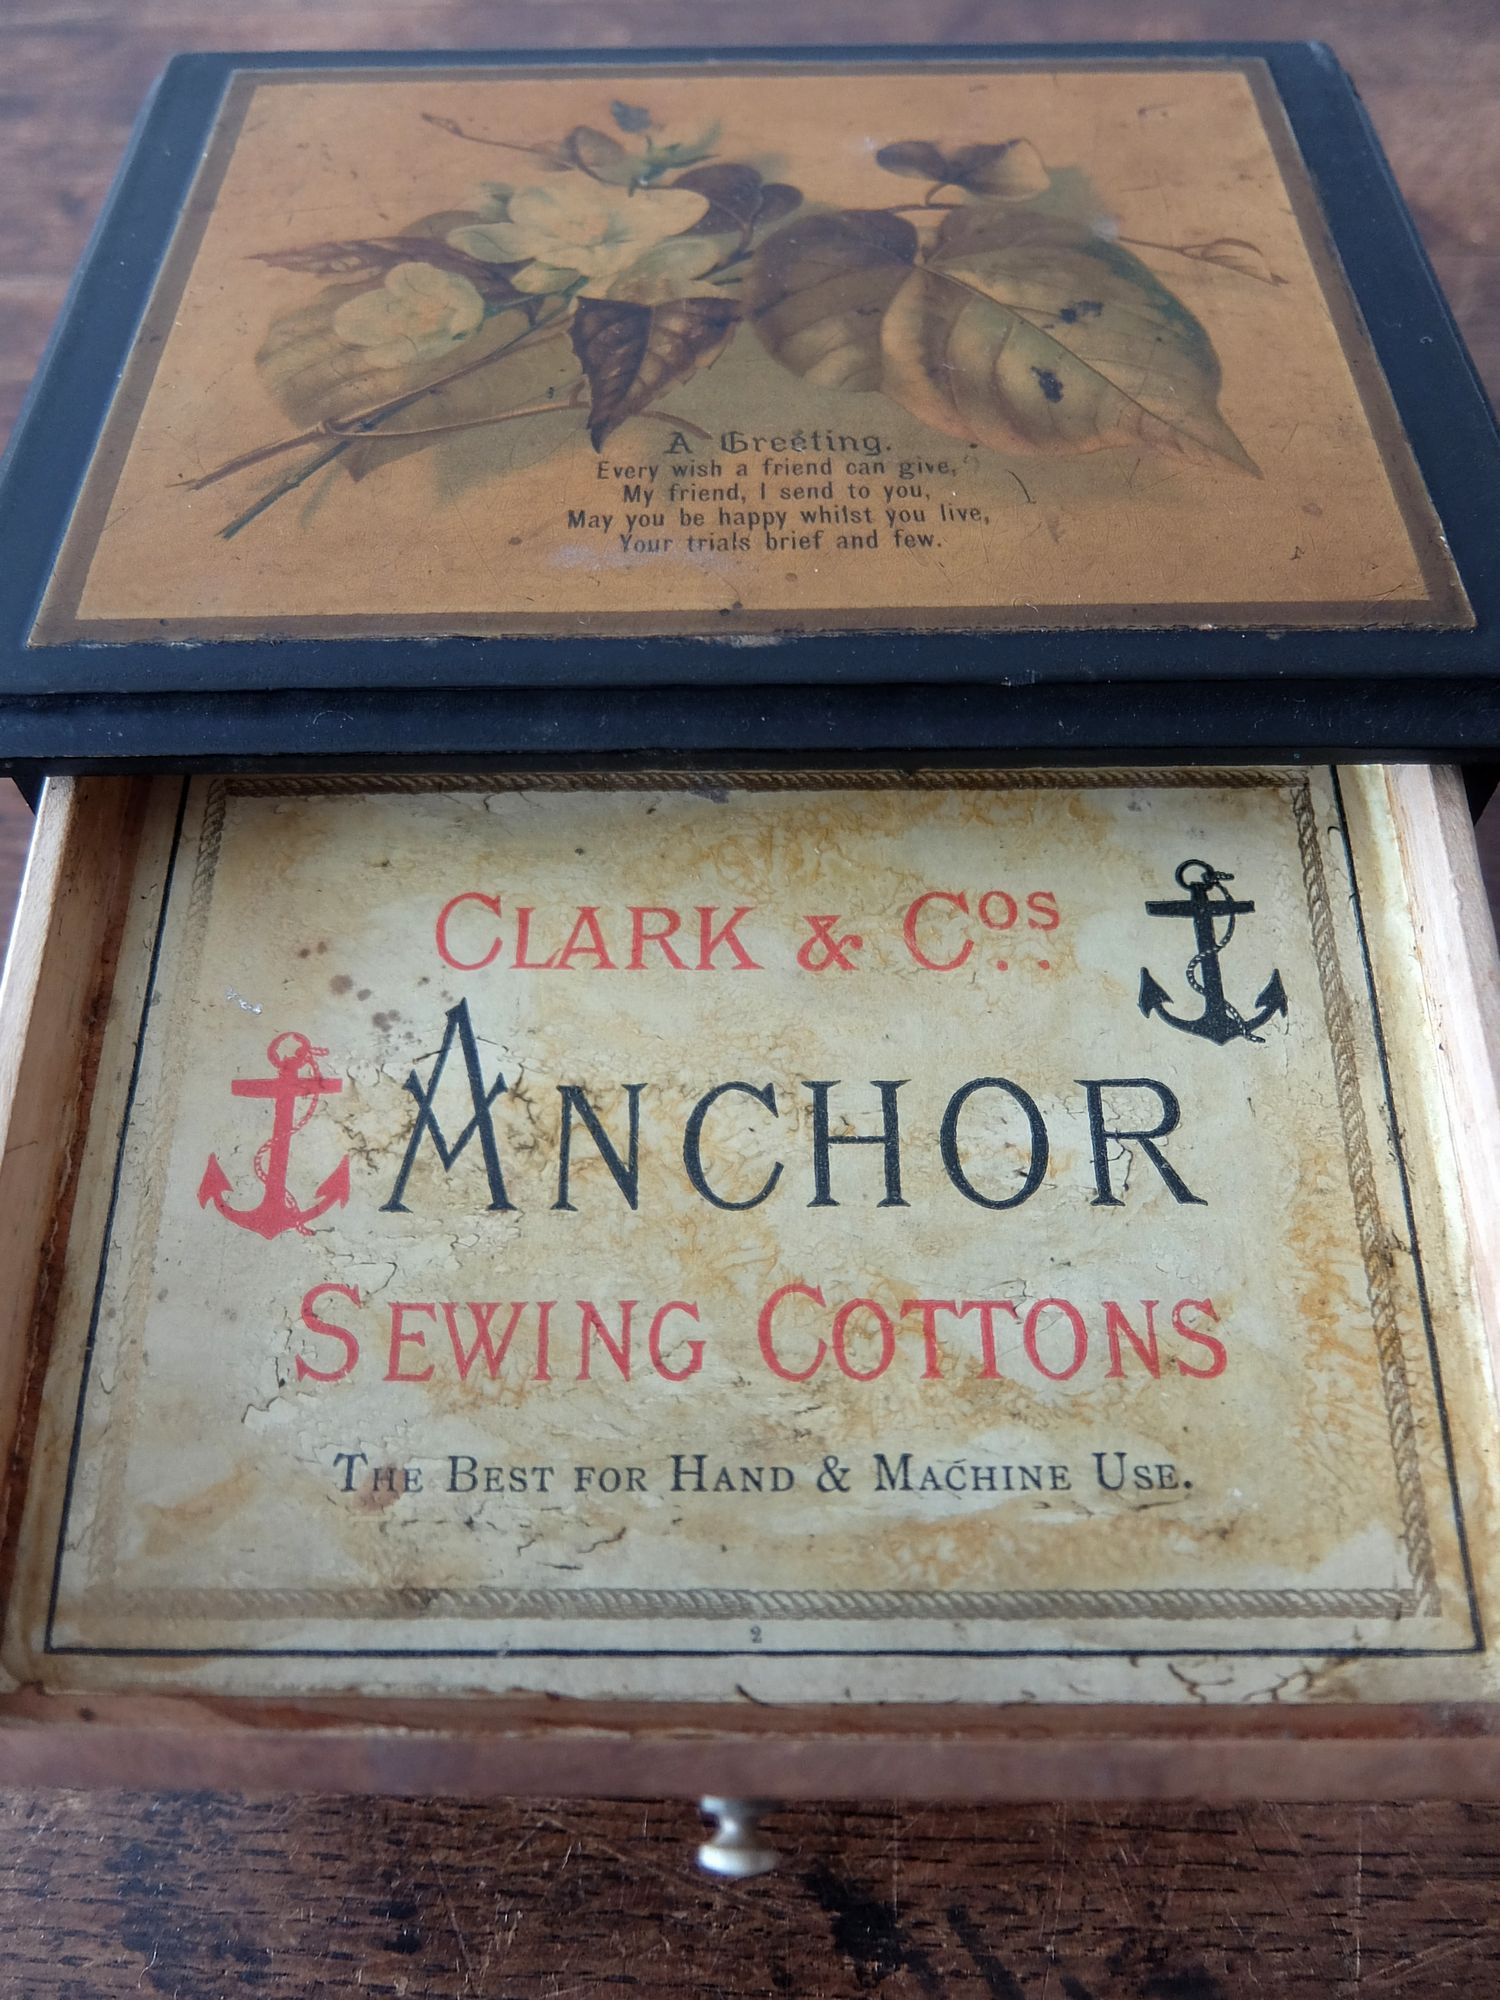 A Greeting.
Every wish a friend can give,
My friend, I send to you,
May you be happy whilst you live,
Your trials brief and few.
CLARK & COS
ANCHOR
SEWING COTTONS
THE BEST FOR HAND & MACHINE USE.
2